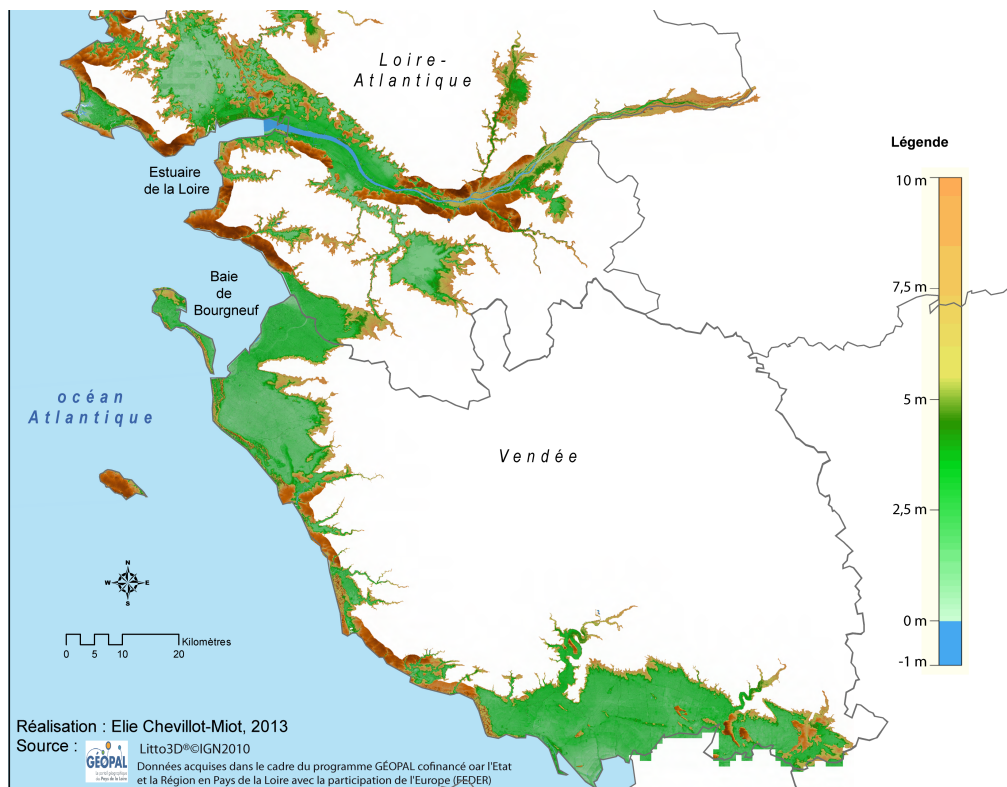 Loire-
Atlantique
Estuaire
de la Loire
Baie
de
Bourgneuf
océan
Atlantique
Vendée
Légende
10 m
7,5 m
5 m
2,5 m
0 m
-1 m
N
W
E
S
Kilomètres
0 5 10 20
Réalisation : Elie Chevillot-Miot, 2013
Source :
GÉOPAL
Litto3D®©IGN2010
Données acquises dans le cadre du programme GÉOPAL cofinancé oar l'Etat
et la Région en Pays de la Loire avec la participation de l'Europe (FEDER)